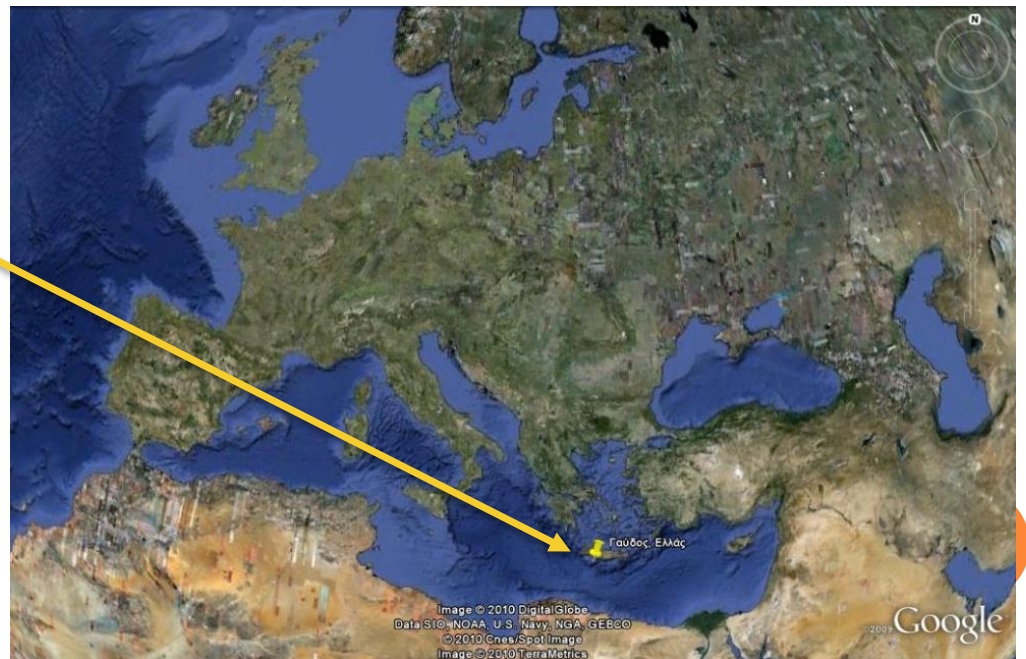 N
Γαύδος, Ελλάς
Image © 2010 DigitalGlobe
Data SIO, NOAA, U.S. Navy, NGA, GEBCO
© 2010 Cnes/Spot Image
Image © 2010 TerraMetrics
©2009 Google